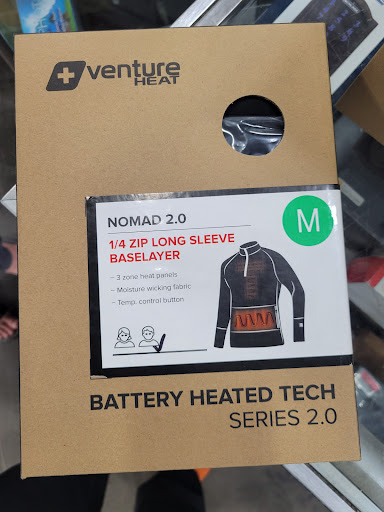 venture
HEAT
NOMAD 2.0
M
1/4 ZIP LONG SLEEVE
BASELAYER
– 3 zone heat panels
– Moisture wicking fabric
– Temp. control button
BATTERY HEATED TECH
SERIES 2.0